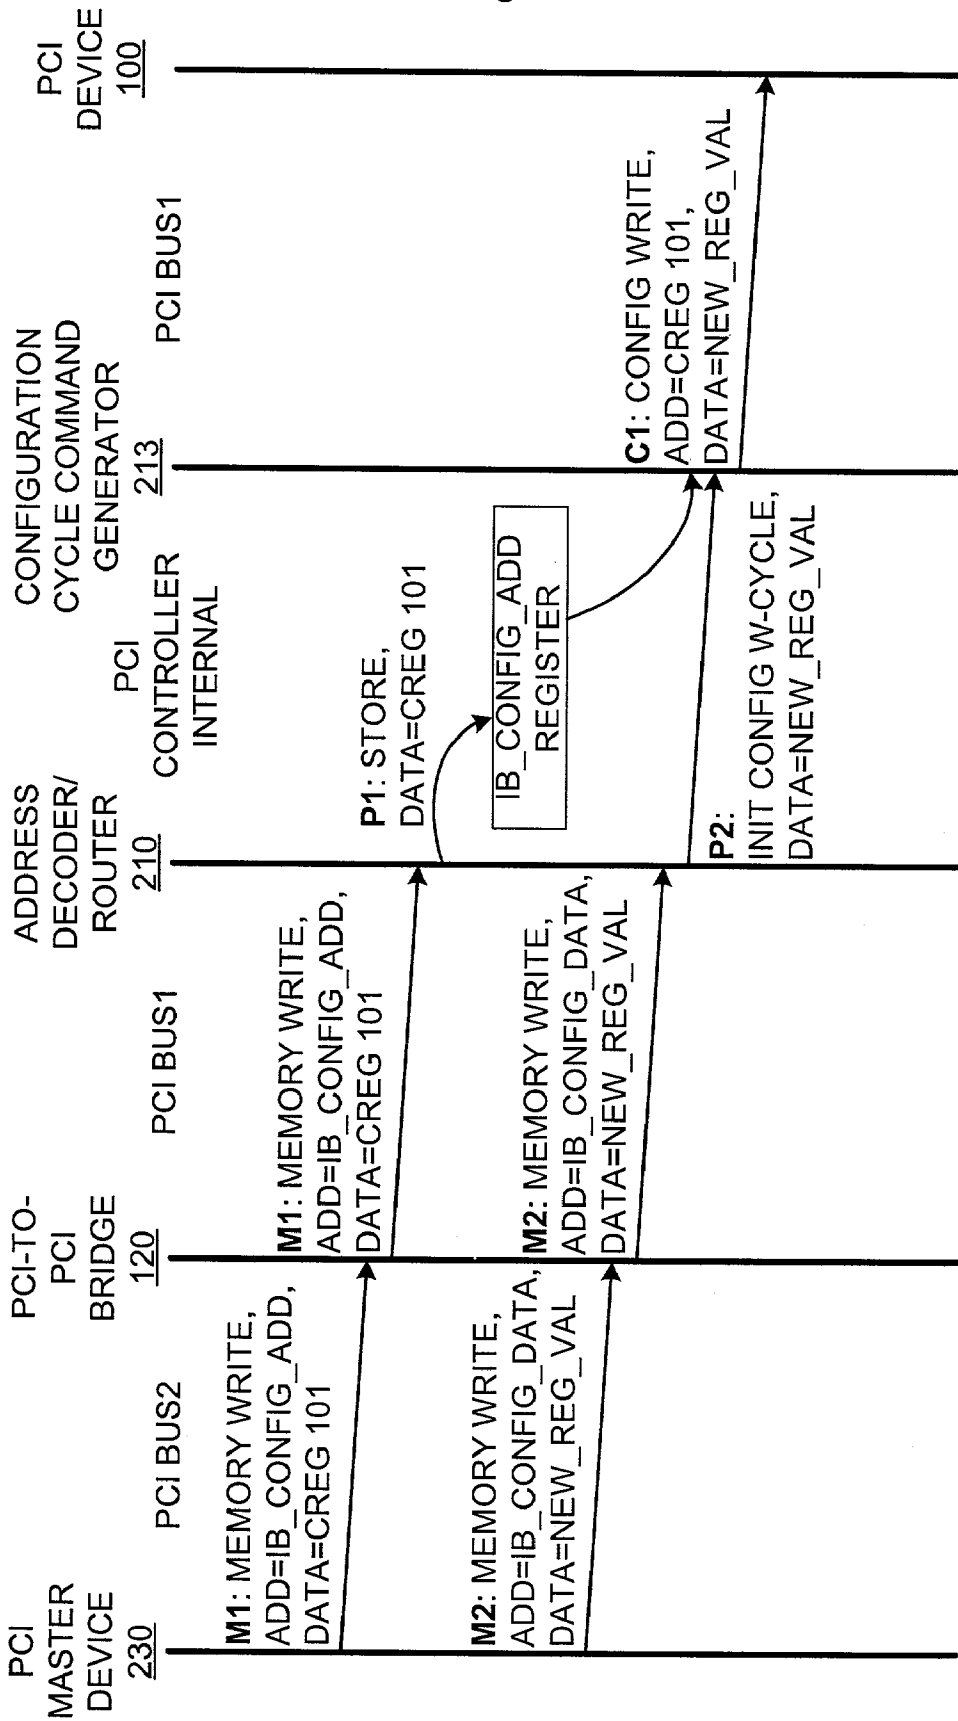 PCI
MASTER
DEVICE
230
PCI BUS2
PCI-TO-
PCI
BRIDGE
120
PCI BUS1
ADDRESS
DECODER/
ROUTER
210
PCI
CONTROLLER
INTERNAL
CONFIGURATION
CYCLE COMMAND
GENERATOR
213
PCI BUS1
PCI
DEVICE
100
M1: MEMORY WRITE,
ADD=IB_CONFIG_ADD,
DATA=CREG 101
M1: MEMORY WRITE,
ADD=IB_CONFIG_ADD,
DATA=CREG 101
P1: STORE,
DATA=CREG 101
IB_CONFIG_ADD
REGISTER
M2: MEMORY WRITE,
ADD=IB_CONFIG_DATA,
DATA=NEW_REG_VAL
M2: MEMORY WRITE,
ADD=IB_CONFIG_DATA,
DATA=NEW_REG_VAL
P2:
INIT CONFIG W-CYCLE,
DATA=NEW_REG_VAL
C1: CONFIG WRITE,
ADD=CREG 101,
DATA=NEW_REG_VAL